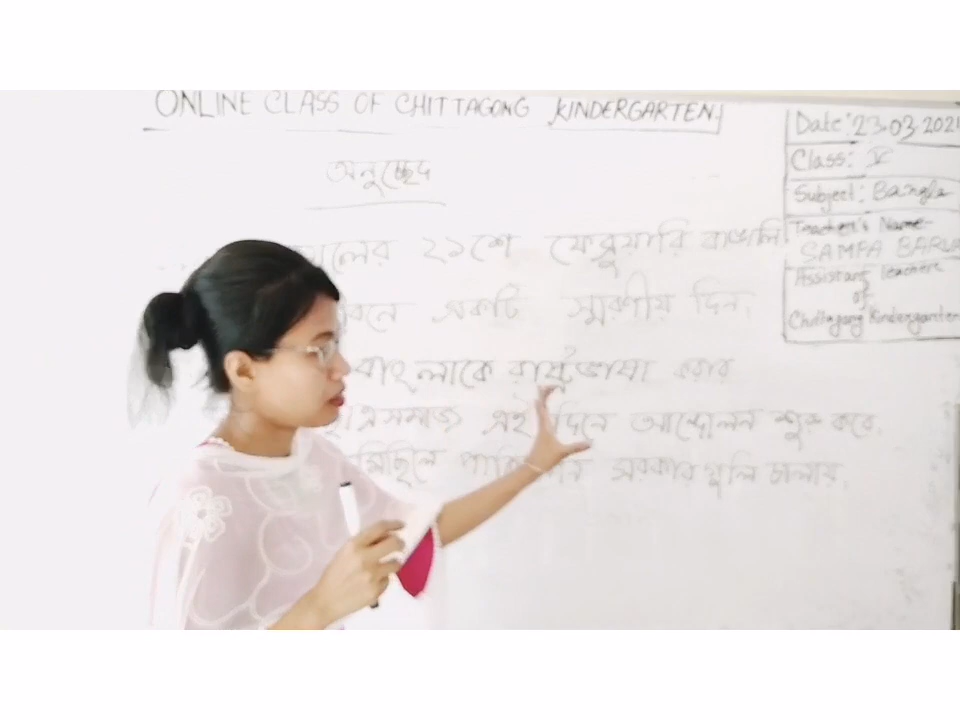 ONLINE CLASS OF CHITTAGONG KINDERGARTEN
Date: 23.03.2021
Class: V
Subject: Bangla
Teacher's Name
SAMPA BARUA
Assistant Teacher
of
Chittagong Kindergarten
অনুচ্ছেদ
সালের ২১শে ফেব্রুয়ারি বাঙালি
একটি স্মরণীয় দিন।
বাংলাকে রাষ্ট্রভাষা করার
ছাত্রসমাজ এই দিনে আন্দোলন শুরু করে।
মিছিলে পাকিস্তান সরকার গুলি চালায়।